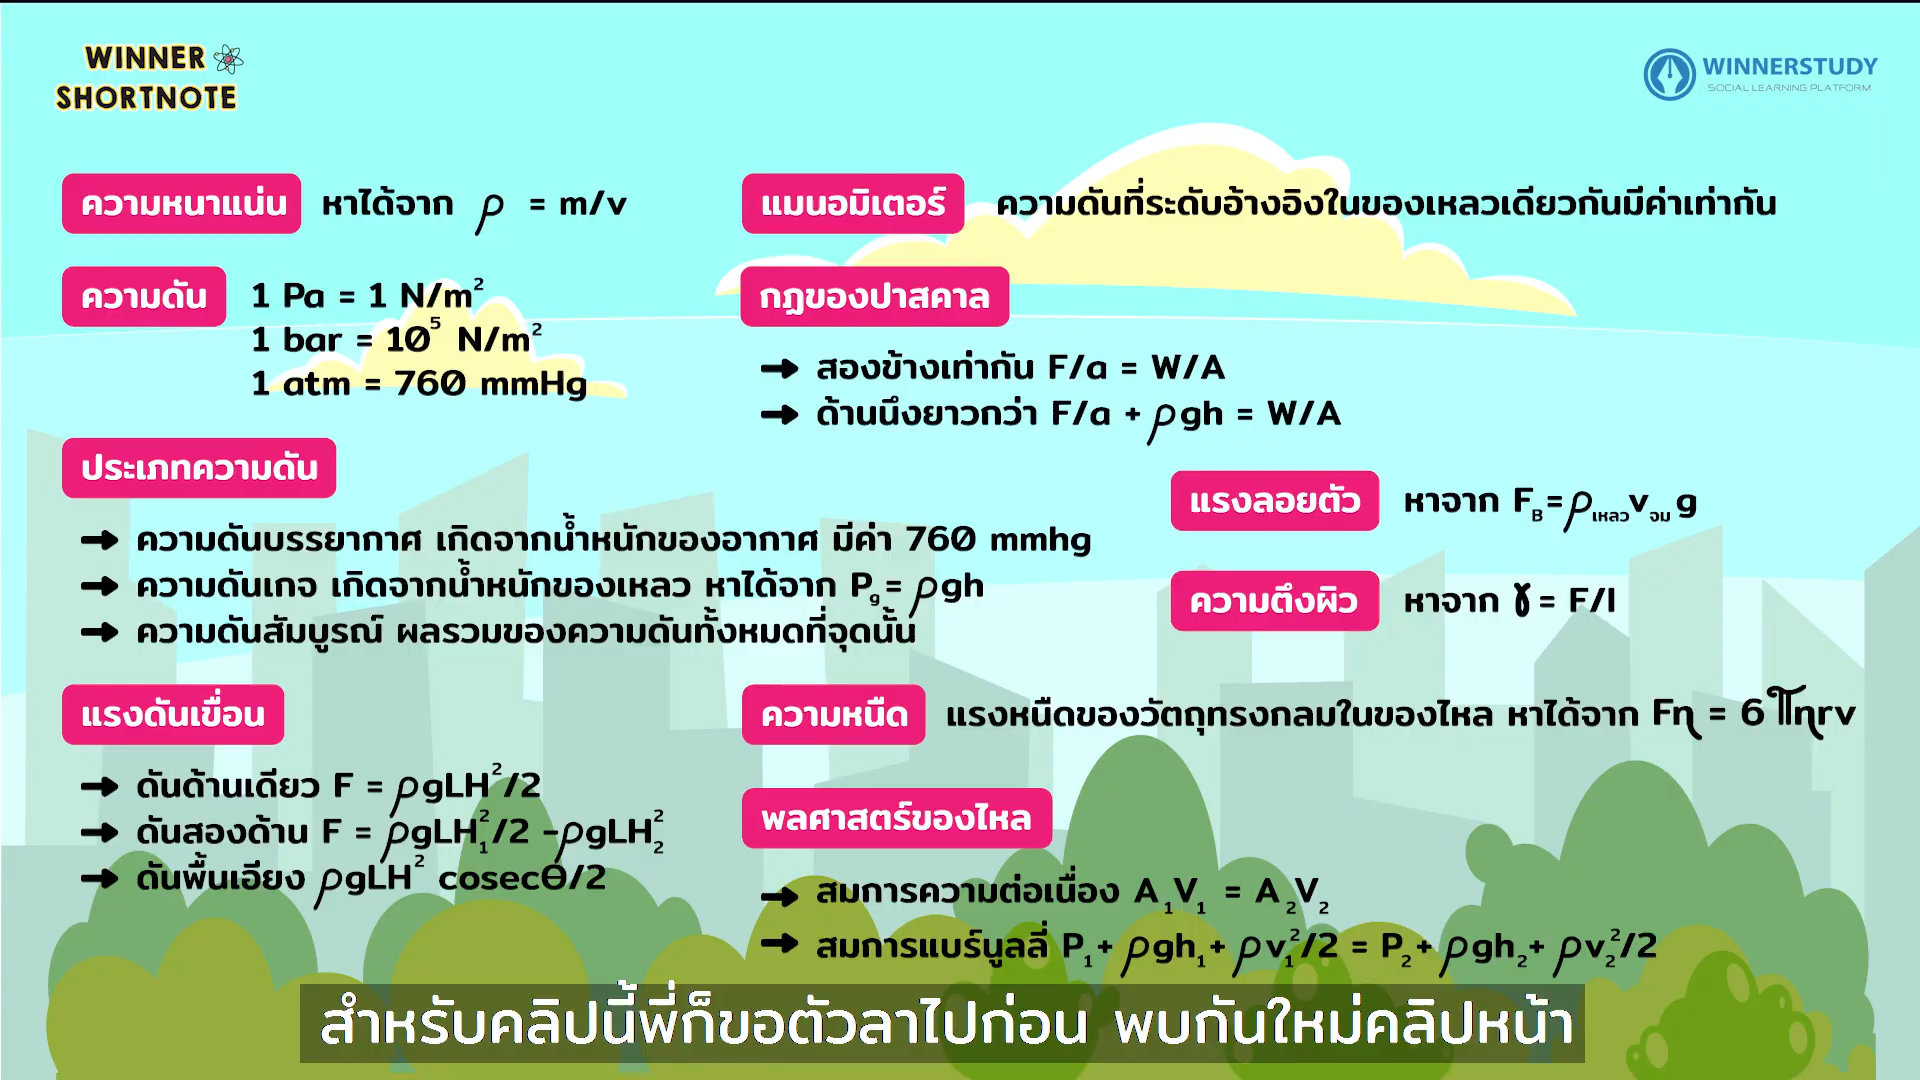 WINNER
SHORTNOTE
WINNERSTUDY
SOCIAL LEARNING PLATFORM
ความหนาแน่น หาได้จาก ρ = m/v
ความดัน 1 Pa = 1 N/m²
1 bar = 10⁵ N/m²
1 atm = 760 mmHg
ประเภทความดัน
➔ ความดันบรรยากาศ เกิดจากน้ำหนักของอากาศ มีค่า 760 mmhg
➔ ความดันเกจ เกิดจากน้ำหนักของเหลว หาได้จาก P_g = ρgh
➔ ความดันสัมบูรณ์ ผลรวมของความดันทั้งหมดที่จุดนั้น
แรงดันเขื่อน
➔ ดันด้านเดียว F = ρgLH²/2
➔ ดันสองด้าน F = ρgLH₁²/2 -ρgLH₂²
➔ ดันพื้นเอียง ρgLH² cosecθ/2
แมนอมิเตอร์ ความดันที่ระดับอ้างอิงในของเหลวเดียวกันมีค่าเท่ากัน
กฎของปาสคาล
➔ สองข้างเท่ากัน F/a = W/A
➔ ด้านนึงยาวกว่า F/a + ρgh = W/A
แรงลอยตัว หาจาก F_B = ρ_เหลว v_จม g
ความตึงผิว หาจาก ɣ = F/l
ความหนืด แรงหนืดของวัตถุทรงกลมในของไหล หาได้จาก Fη = 6πηrv
พลศาสตร์ของไหล
➔ สมการความต่อเนื่อง A₁V₁ = A₂V₂
➔ สมการแบร์นูลลี่ P₁+ ρgh₁+ ρv₁²/2 = P₂+ ρgh₂+ ρv₂²/2
สำหรับคลิปนี้พี่ก็ขอตัวลาไปก่อน พบกันใหม่คลิปหน้า